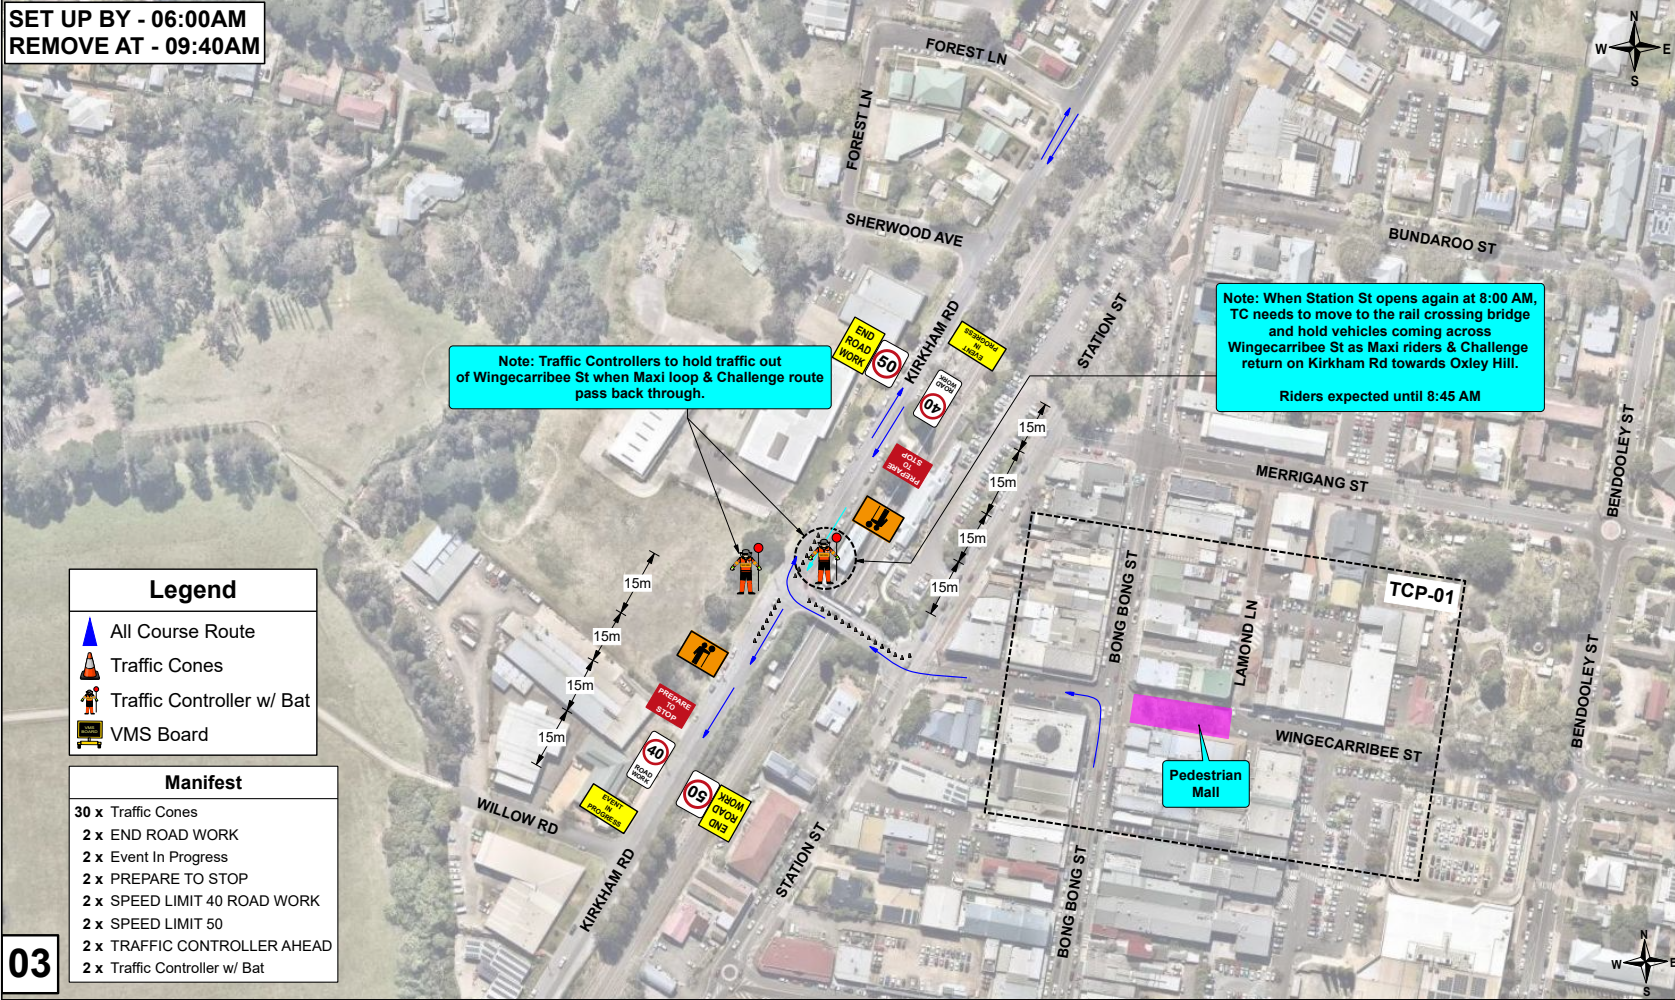 SET UP BY - 06:00AM
REMOVE AT - 09:40AM
N
W
E
S
FOREST LN
FOREST LN
SHERWOOD AVE
BUNDAROO ST
STATION ST
KIRKHAM RD
Note: When Station St opens again at 8:00 AM,
TC needs to move to the rail crossing bridge
and hold vehicles coming across
Wingecarribee St as Maxi riders & Challenge
return on Kirkham Rd towards Oxley Hill.
Riders expected until 8:45 AM
Note: Traffic Controllers to hold traffic out
of Wingecarribee St when Maxi loop & Challenge route
pass back through.
END
ROAD
WORK
50
EVENT
IN
PROGRESS
40
ROAD
WORK
PREPARE
TO
STOP
15m
15m
15m
15m
MERRIGANG ST
BENDOOLEY ST
BONG BONG ST
LAMOND LN
TCP-01
BENDOOLEY ST
WINGECARRIBEE ST
Pedestrian
Mall
15m
15m
15m
15m
PREPARE
TO
STOP
40
ROAD
WORK
EVENT
IN
PROGRESS
50
END
ROAD
WORK
WILLOW RD
KIRKHAM RD
STATION ST
BONG BONG ST
Legend
All Course Route
Traffic Cones
Traffic Controller w/ Bat
VMS
BOARD
VMS Board
Manifest
30 x Traffic Cones
2 x END ROAD WORK
2 x Event In Progress
2 x PREPARE TO STOP
2 x SPEED LIMIT 40 ROAD WORK
2 x SPEED LIMIT 50
2 x TRAFFIC CONTROLLER AHEAD
2 x Traffic Controller w/ Bat
03
N
W
E
S